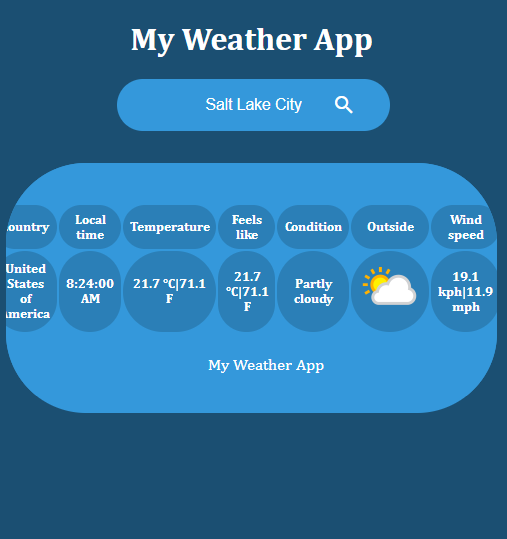 My Weather App
Salt Lake City
ountry Local time Temperature Feels like Condition Outside Wind speed
United States of America 8:24:00 AM 21.7 °C|71.1 F 21.7 °C|71.1 F Partly cloudy 19.1 kph|11.9 mph
My Weather App